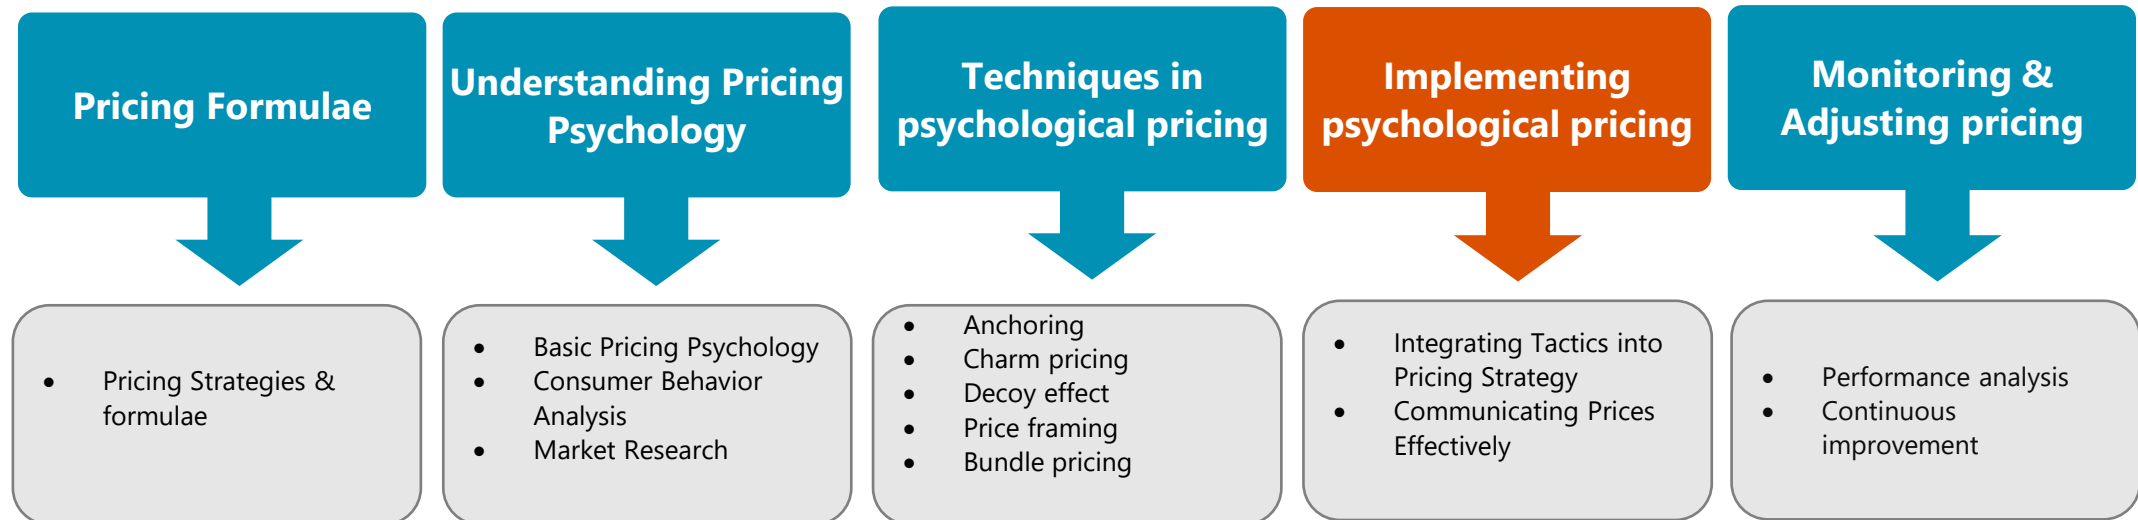 Pricing Formulae
• Pricing Strategies &
formulae
Understanding Pricing
Psychology
• Basic Pricing Psychology
• Consumer Behavior
Analysis
• Market Research
Techniques in
psychological pricing
• Anchoring
• Charm pricing
• Decoy effect
• Price framing
• Bundle pricing
Implementing
psychological pricing
• Integrating Tactics into
Pricing Strategy
• Communicating Prices
Effectively
Monitoring &
Adjusting pricing
• Performance analysis
• Continuous
improvement